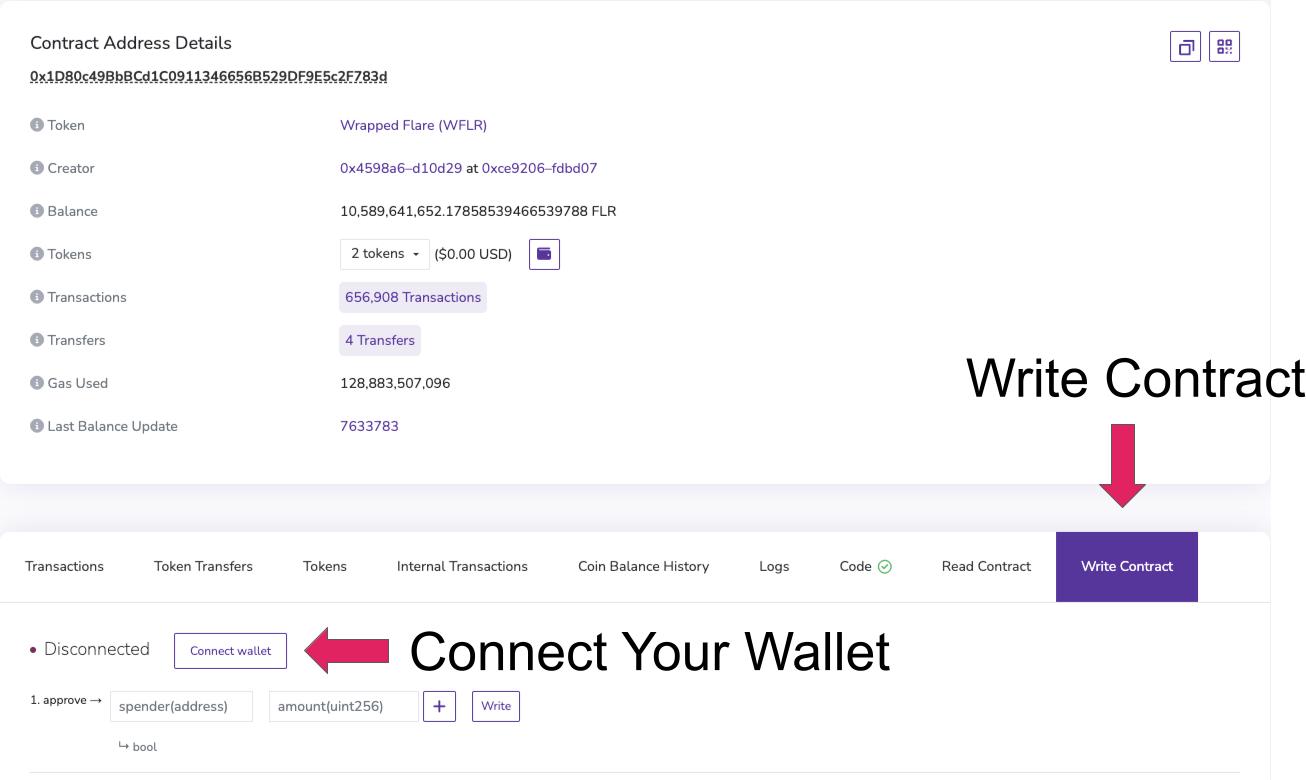 Contract Address Details
0x1D80c49BbBCd1C0911346656B529DF9E5c2F783d
Token Wrapped Flare (WFLR)
Creator 0x4598a6–d10d29 at 0xce9206–fdbd07
Balance 10,589,641,652.17858539466539788 FLR
Tokens 2 tokens ($0.00 USD)
Transactions 656,908 Transactions
Transfers 4 Transfers
Gas Used 128,883,507,096
Last Balance Update 7633783
Write Contract
Transactions Token Transfers Tokens Internal Transactions Coin Balance History Logs Code Read Contract Write Contract
Disconnected Connect wallet Connect Your Wallet
1. approve → spender(address) amount(uint256) + Write
↳ bool